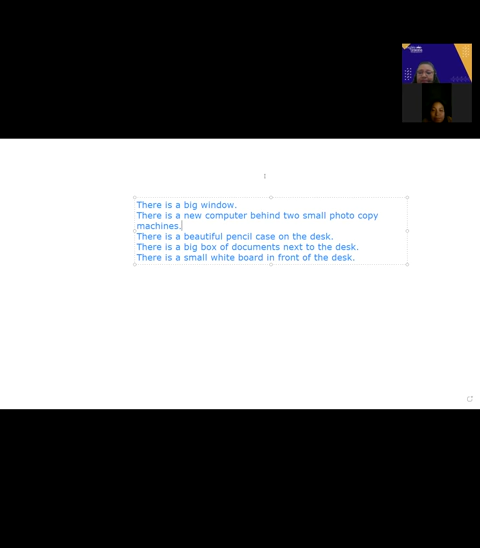 There is a big window.
There is a new computer behind two small photo copy
machines.
There is a beautiful pencil case on the desk.
There is a big box of documents next to the desk.
There is a small white board in front of the desk.